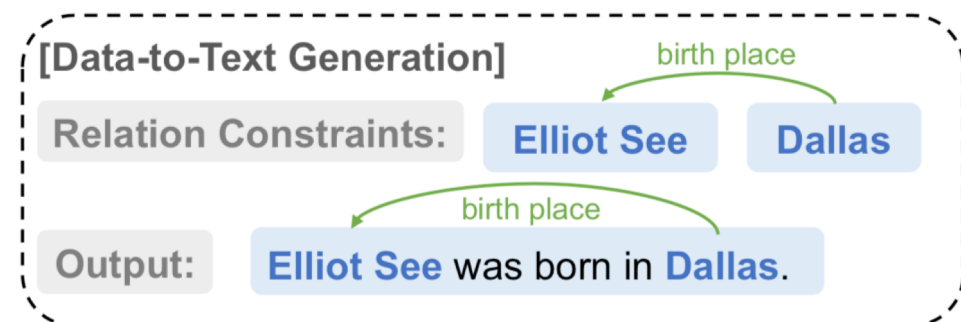 [Data-to-Text Generation]
birth place
Relation Constraints: Elliot See Dallas
birth place
Output: Elliot See was born in Dallas.